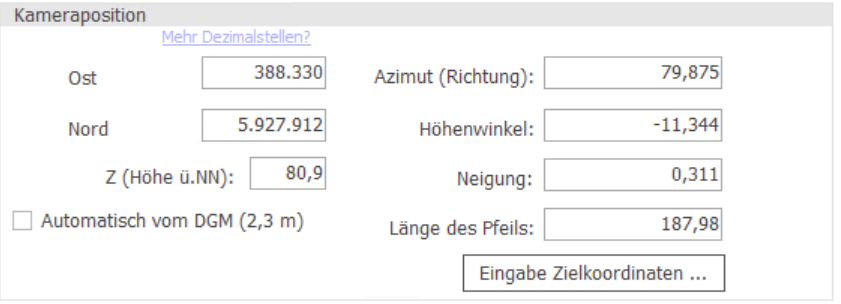 Kameraposition
Mehr Dezimalstellen?
Ost 388.330 Azimut (Richtung): 79,875
Nord 5.927.912 Höhenwinkel: -11,344
Z (Höhe ü.NN): 80,9 Neigung: 0,311
Automatisch vom DGM (2,3 m) Länge des Pfeils: 187,98
Eingabe Zielkoordinaten ...